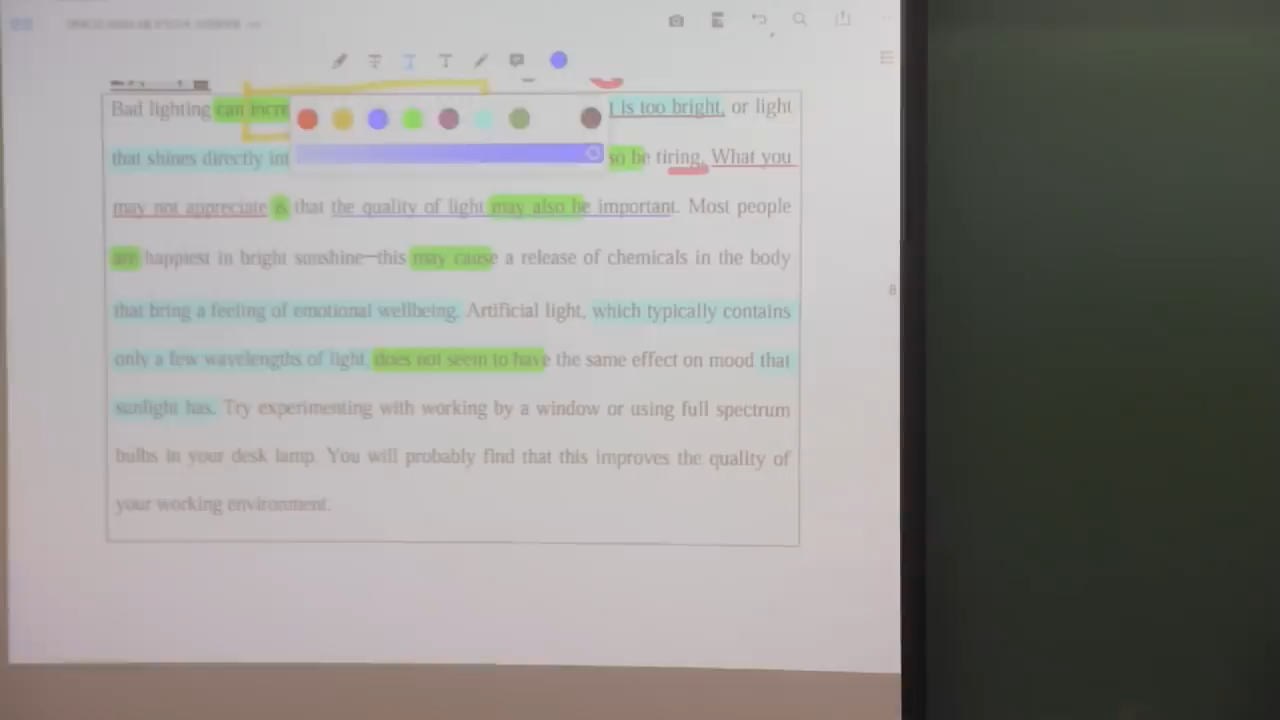 Bad lighting can incre is too bright, or light
that shines directly int so be tiring. What you
may not appreciate is that the quality of light may also be important. Most people
are happiest in bright sunshine—this may cause a release of chemicals in the body
that bring a feeling of emotional wellbeing. Artificial light, which typically contains
only a few wavelengths of light, does not seem to have the same effect on mood that
sunlight has. Try experimenting with working by a window or using full spectrum
bulbs in your desk lamp. You will probably find that this improves the quality of
your working environment.
8